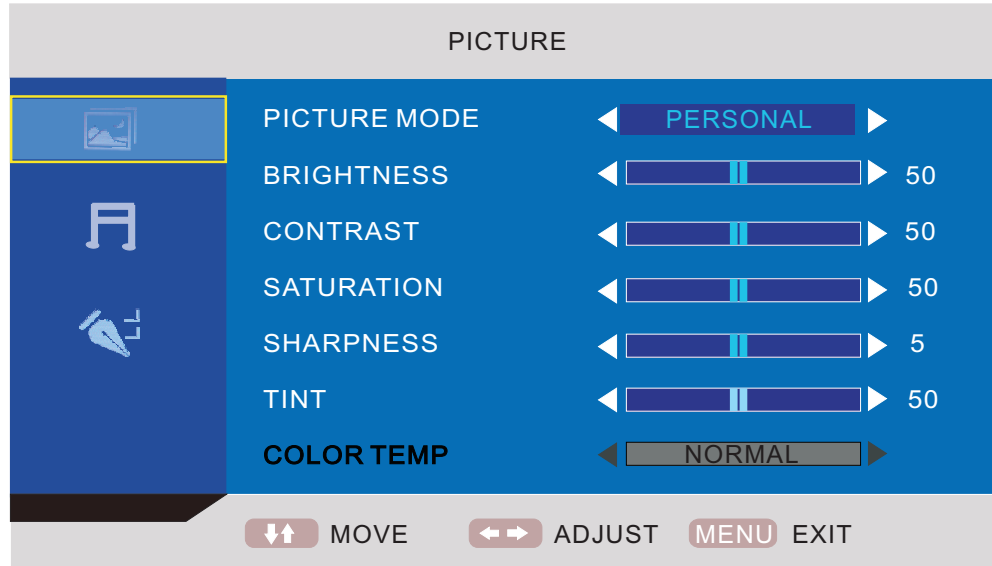 PICTURE
PICTURE MODE PERSONAL
BRIGHTNESS 50
CONTRAST 50
SATURATION 50
SHARPNESS 5
TINT 50
COLOR TEMP NORMAL
MOVE ADJUST MENU EXIT